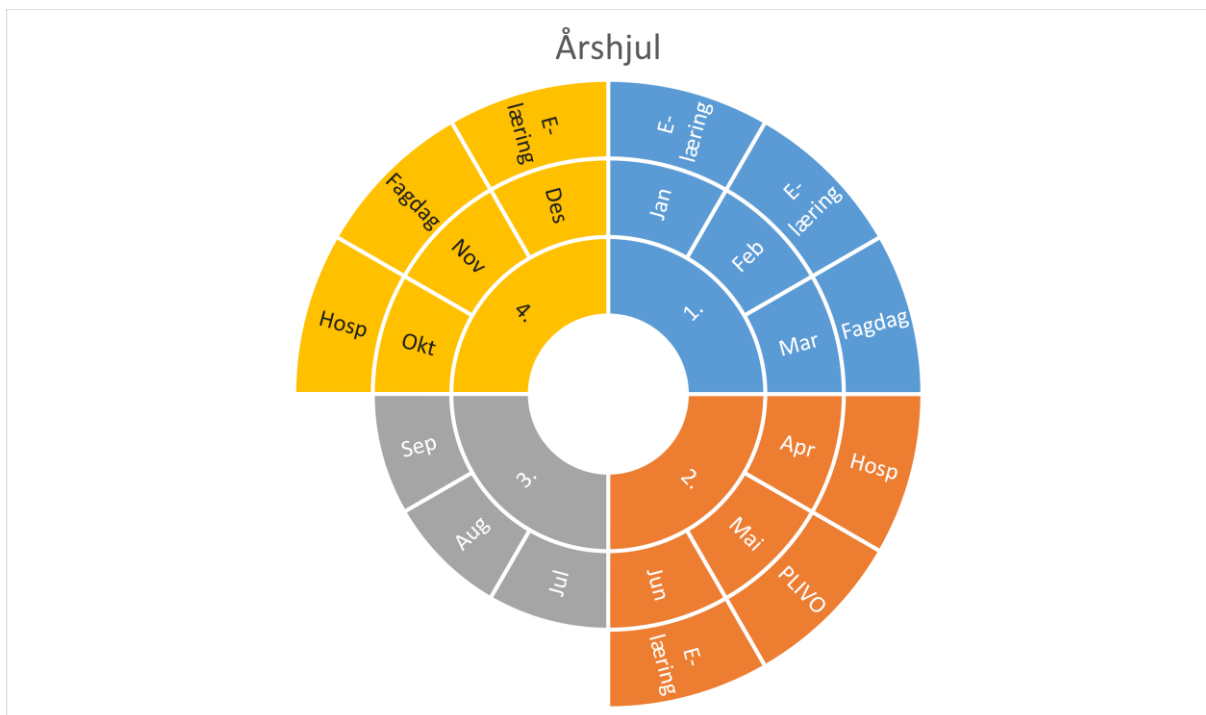 Årshjul
1.
Jan
E-
læring
Feb
E-
læring
Mar
Fagdag
2.
Apr
Hosp
Mai
PLIVO
Jun
E-
læring
3.
Jul
Aug
Sep
4.
Okt
Hosp
Nov
Fagdag
Des
E-
læring